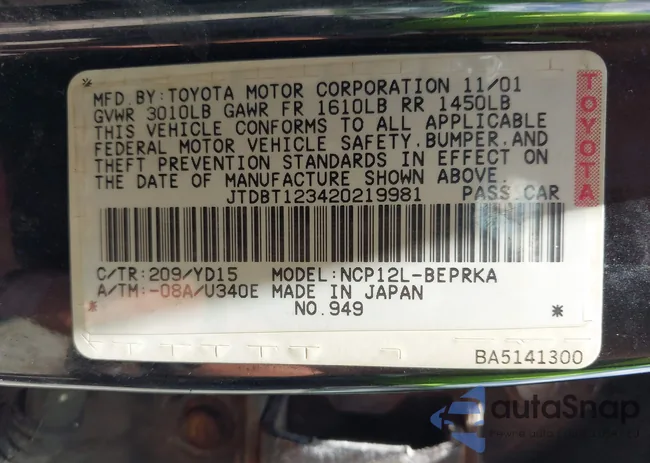 MFD.BY:TOYOTA MOTOR CORPORATION 11/01
GVWR 3010LB GAWR FR 1610LB RR 1450LB
THIS VEHICLE CONFORMS TO ALL APPLICABLE
FEDERAL MOTOR VEHICLE SAFETY,BUMPER,AND
THEFT PREVENTION STANDARDS IN EFFECT ON
THE DATE OF MANUFACTURE SHOWN ABOVE.
JTDBT123420219981 PASS.CAR
TOYOTA
C/TR:209/YD15 MODEL:NCP12L-BEPRKA
A/TM:-08A/U340E MADE IN JAPAN
NO.949
BA5141300
autaSnap